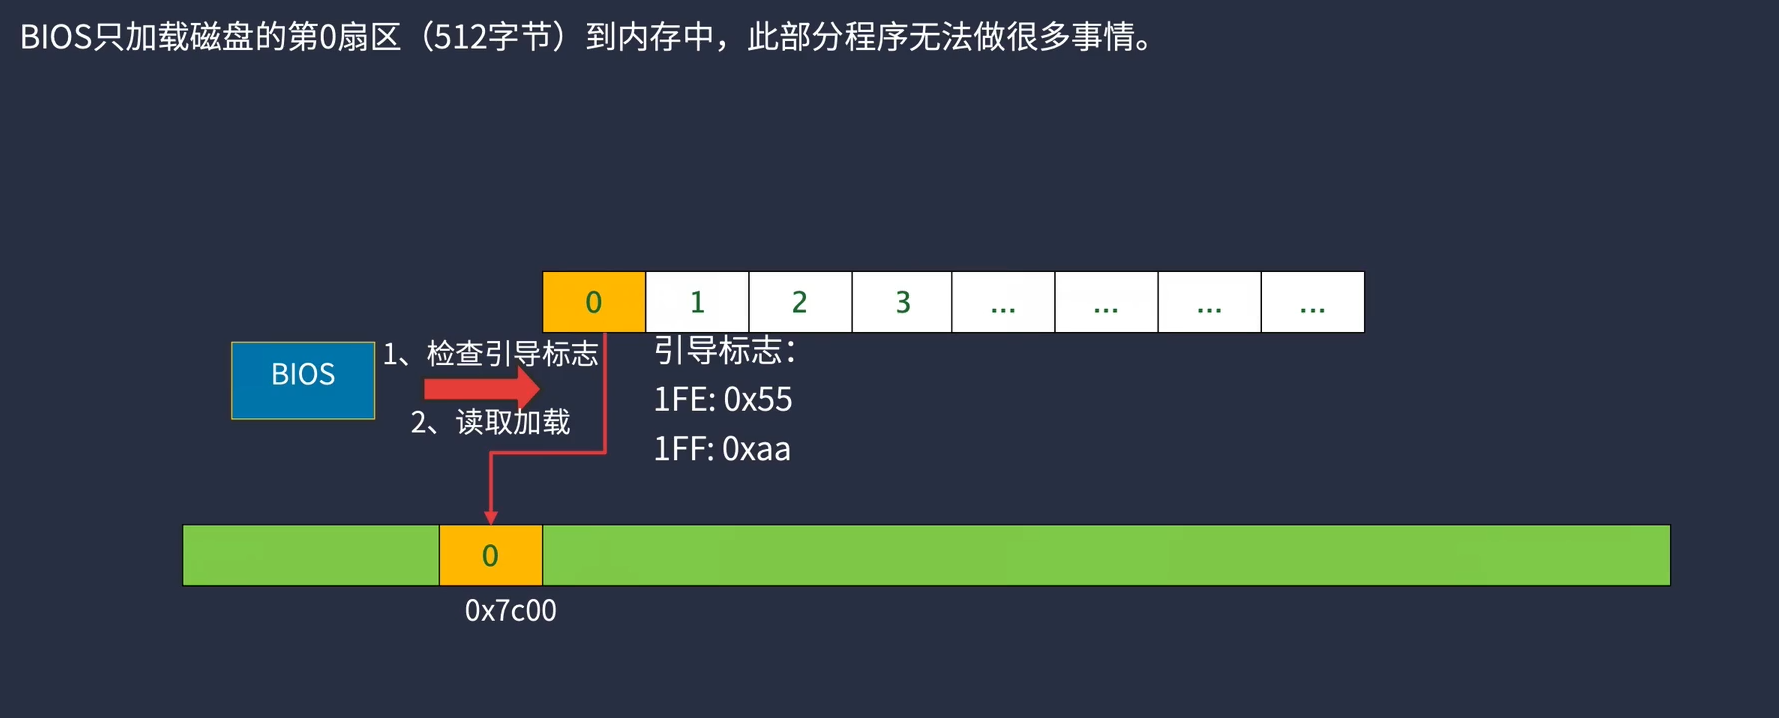 BIOS只加载磁盘的第0扇区（512字节）到内存中，此部分程序无法做很多事情。
0 1 2 3 ... ... ... ...
BIOS
1、检查引导标志
2、读取加载
引导标志：
1FE: 0x55
1FF: 0xaa
0
0x7c00